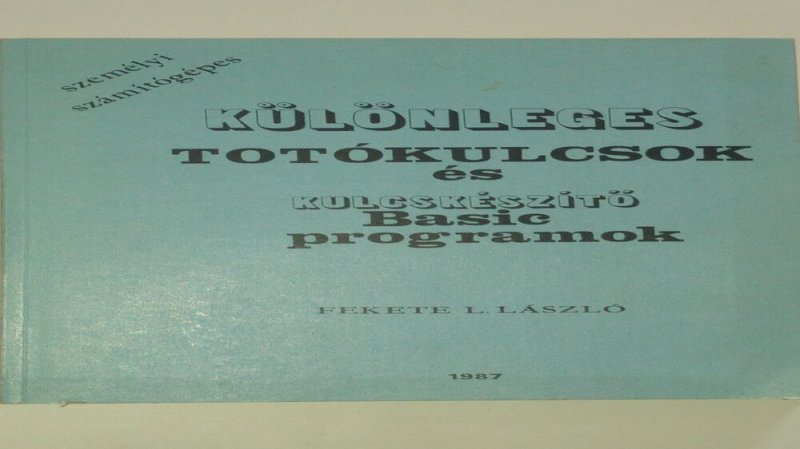 személyi
számítógépes
KÜLÖNLEGES
TOTÓKULCSOK
és
KULCSKÉSZÍTŐ
Basic
programok
FEKETE L. LÁSZLÓ
1987